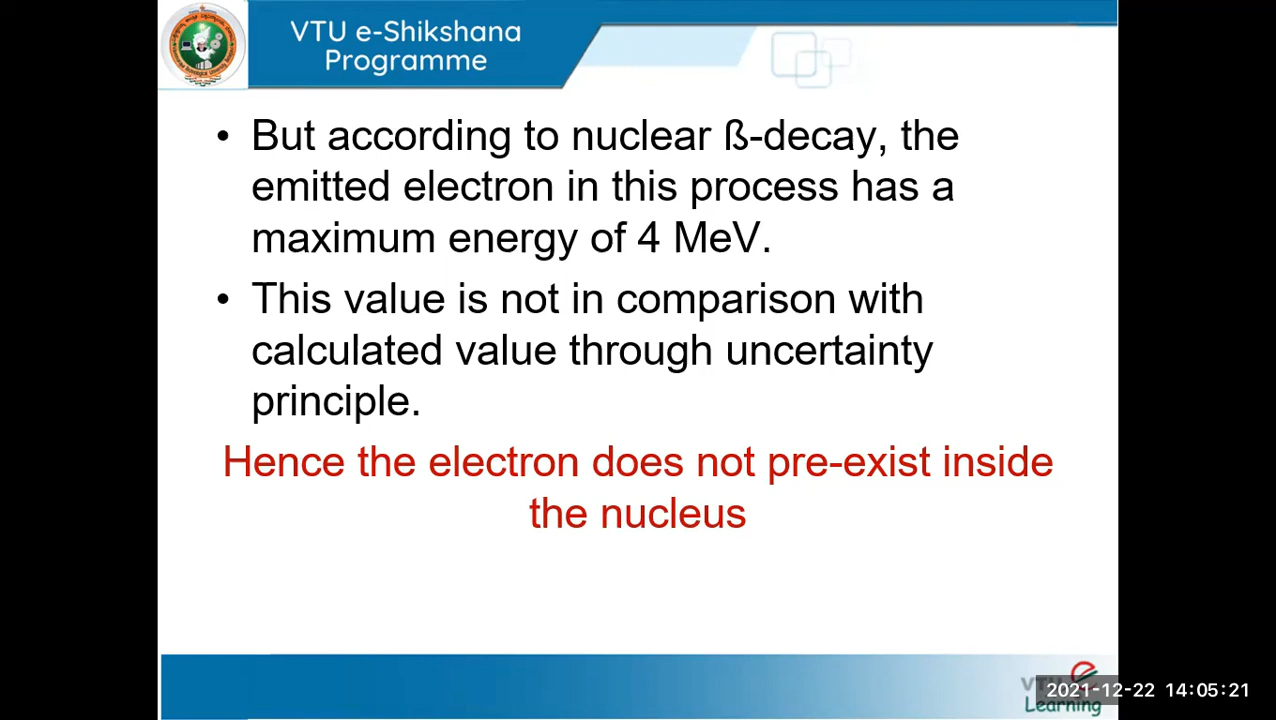 VTU e-Shikshana
Programme
• But according to nuclear ß-decay, the
emitted electron in this process has a
maximum energy of 4 MeV.
• This value is not in comparison with
calculated value through uncertainty
principle.
Hence the electron does not pre-exist inside
the nucleus
VTU e
Learning
2021-12-22 14:05:21